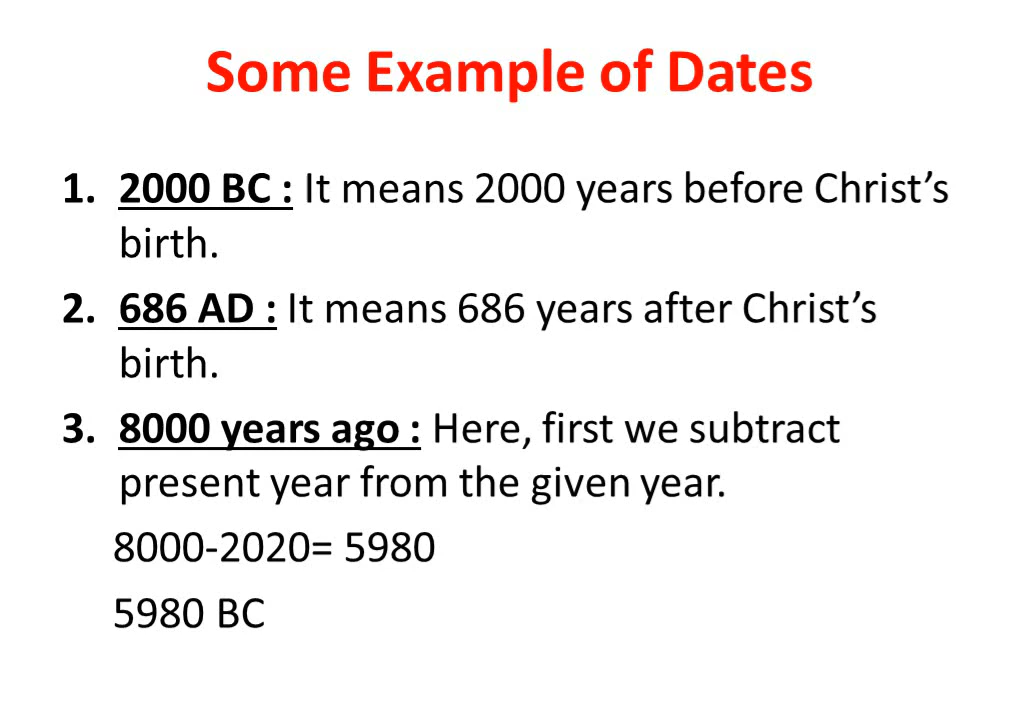 Some Example of Dates
1. 2000 BC : It means 2000 years before Christ’s
birth.
2. 686 AD : It means 686 years after Christ’s
birth.
3. 8000 years ago : Here, first we subtract
present year from the given year.
8000-2020= 5980
5980 BC